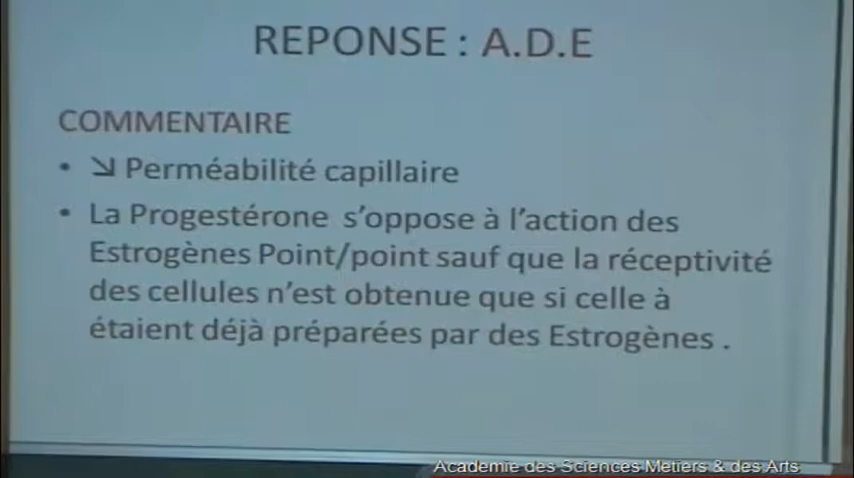 REPONSE : A.D.E
COMMENTAIRE
• ↘ Perméabilité capillaire
• La Progestérone s’oppose à l’action des
Estrogènes Point/point sauf que la réceptivité
des cellules n’est obtenue que si celle à
étaient déjà préparées par des Estrogènes .
Academie des Sciences Metiers & des Arts